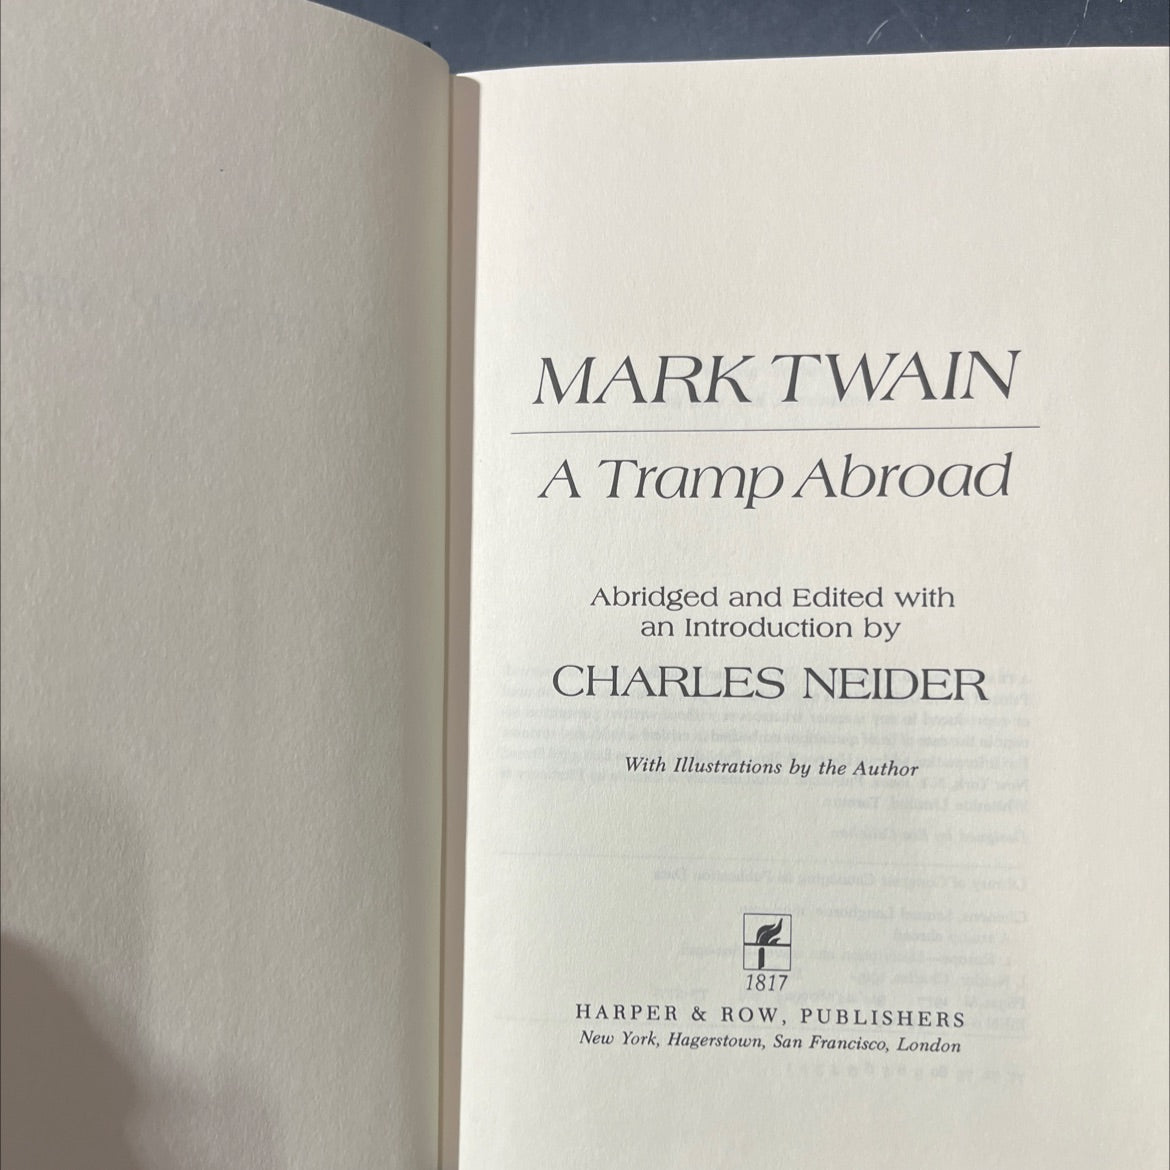 MARK TWAIN
A Tramp Abroad
Abridged and Edited with
an Introduction by
CHARLES NEIDER
With Illustrations by the Author
1817
HARPER & ROW, PUBLISHERS
New York, Hagerstown, San Francisco, London